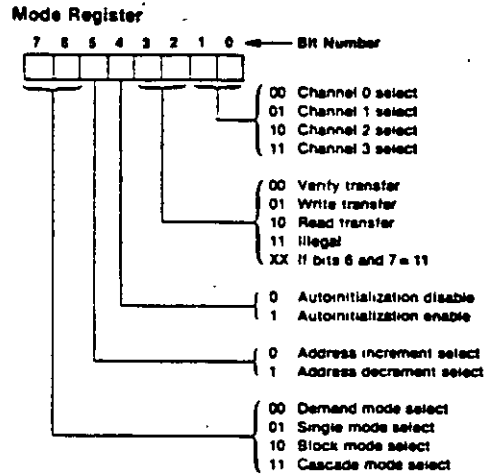 Mode Register
7 6 5 4 3 2 1 0 Bit Number
00 Channel 0 select
01 Channel 1 select
10 Channel 2 select
11 Channel 3 select
00 Verify transfer
01 Write transfer
10 Read transfer
11 Illegal
XX If bits 6 and 7 = 11
0 Autoinitialization disable
1 Autoinitialization enable
0 Address increment select
1 Address decrement select
00 Demand mode select
01 Single mode select
10 Block mode select
11 Cascade mode select